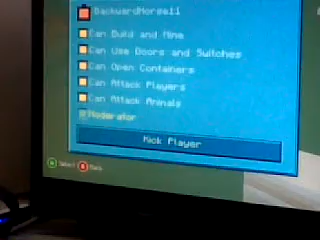 BackwardHorse11
Can Build and Mine
Can Use Doors and Switches
Can Open Containers
Can Attack Players
Can Attack Animals
Moderator
Kick Player
A Select B Back